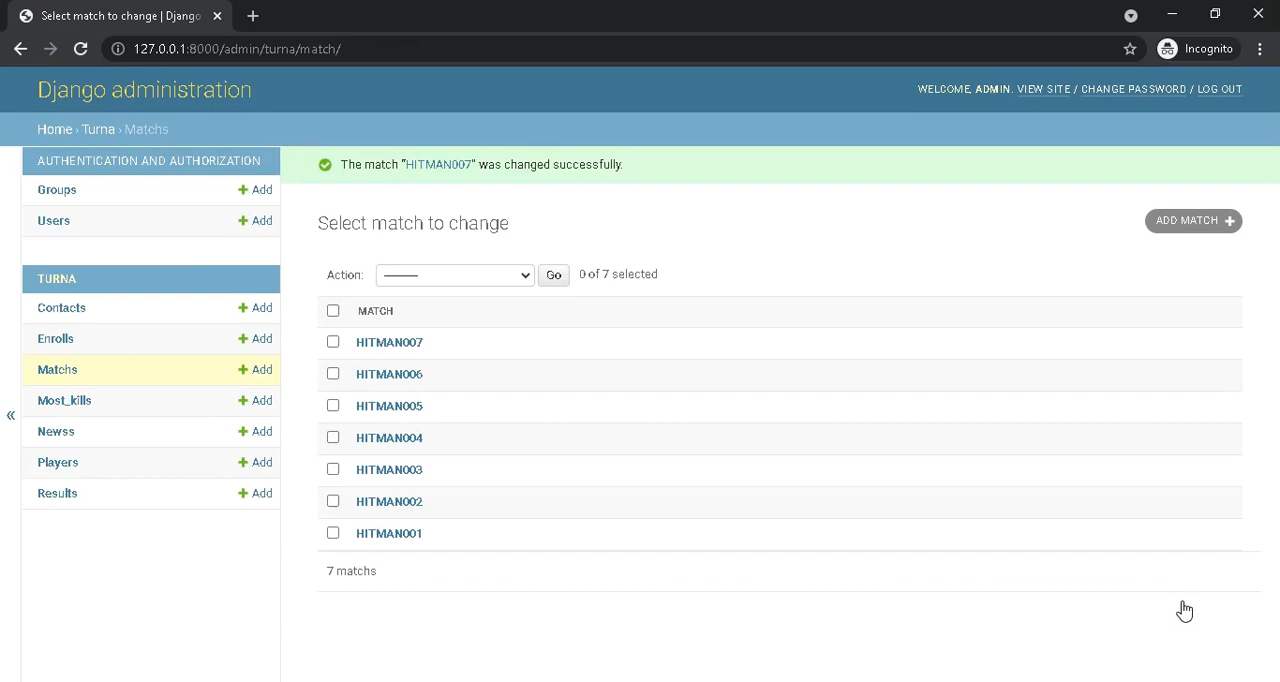 Select match to change | Django
127.0.0.1:8000/admin/turna/match/
Incognito
Django administration
WELCOME, ADMIN. VIEW SITE / CHANGE PASSWORD / LOG OUT
Home › Turna › Matchs
AUTHENTICATION AND AUTHORIZATION
Groups + Add
Users + Add
TURNA
Contacts + Add
Enrolls + Add
Matchs + Add
Most_kills + Add
Newss + Add
Players + Add
Results + Add
«
The match "HITMAN007" was changed successfully.
Select match to change
ADD MATCH +
Action: --------- Go 0 of 7 selected
MATCH
HITMAN007
HITMAN006
HITMAN005
HITMAN004
HITMAN003
HITMAN002
HITMAN001
7 matchs